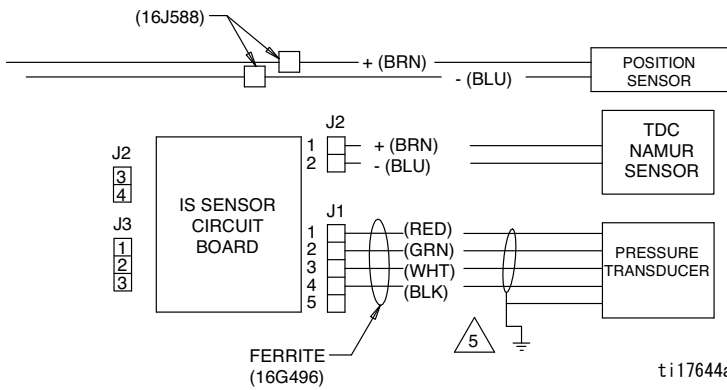 (16J588)
+ (BRN)
- (BLU)
POSITION
SENSOR
J2
3
4
J3
1
2
3
IS SENSOR
CIRCUIT
BOARD
J2
1
2
+ (BRN)
- (BLU)
TDC
NAMUR
SENSOR
J1
1
2
3
4
5
(RED)
(GRN)
(WHT)
(BLK)
PRESSURE
TRANSDUCER
5
FERRITE
(16G496)
ti17644a